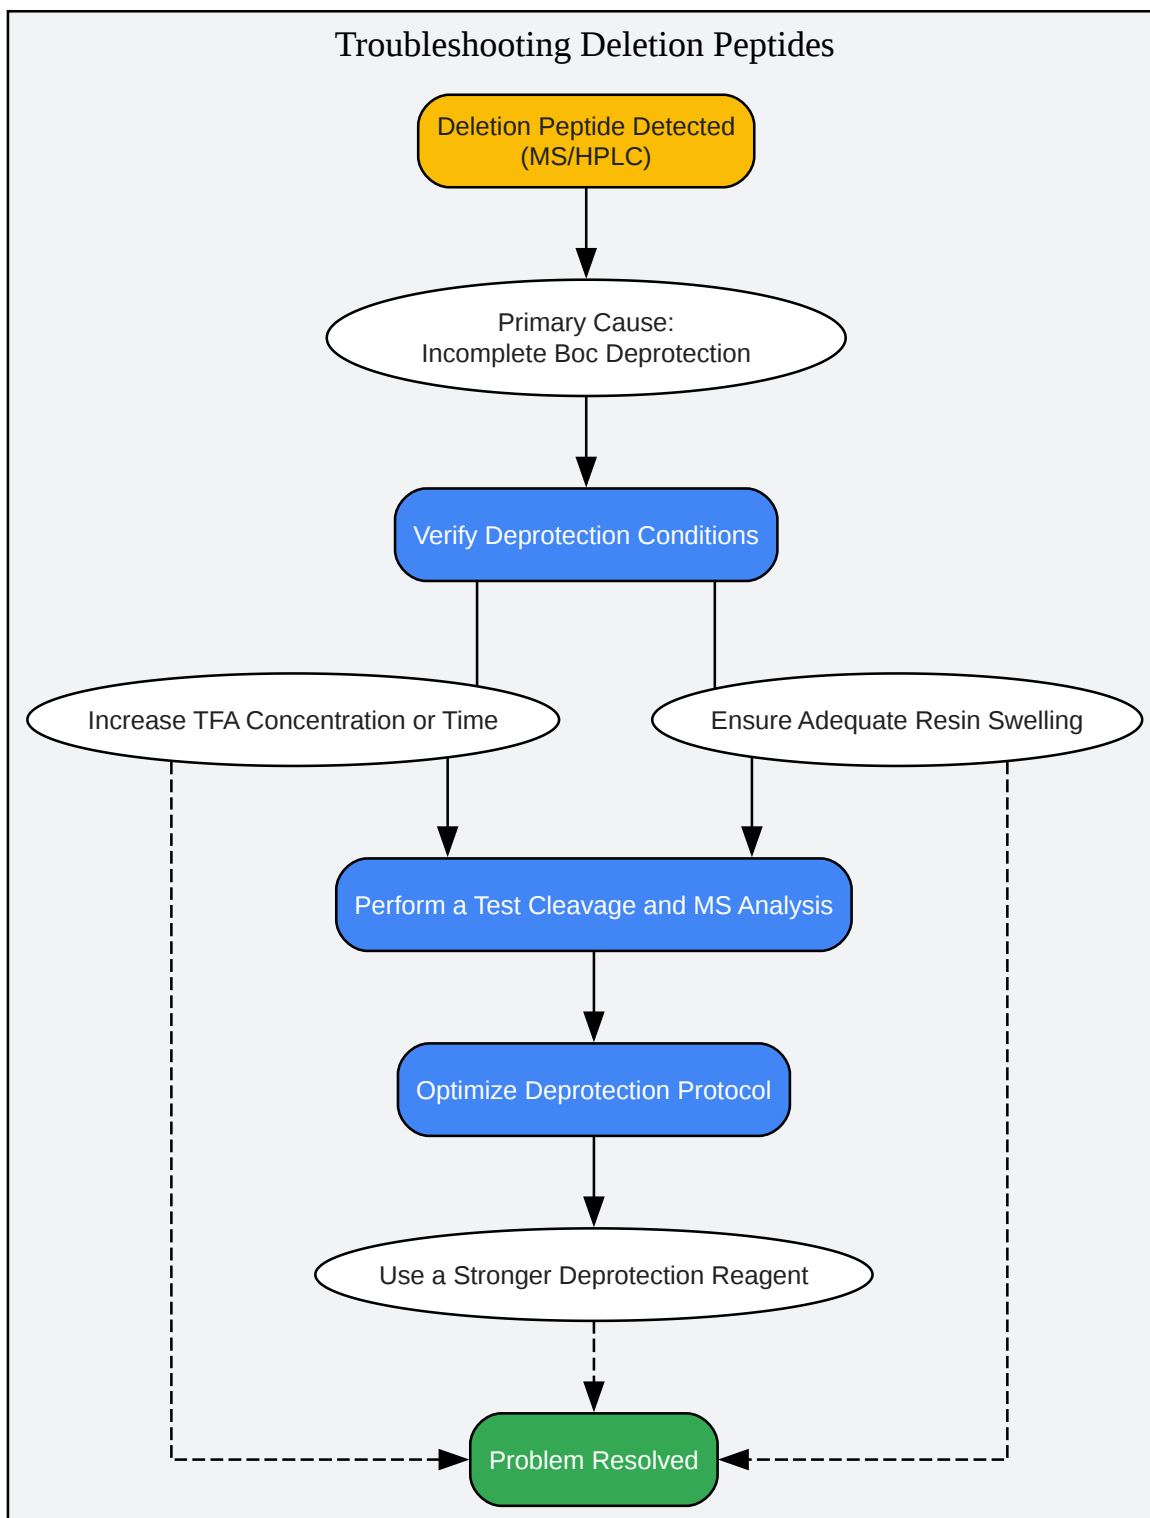 Troubleshooting Deletion Peptides
Deletion Peptide Detected
(MS/HPLC)
Primary Cause:
Incomplete Boc Deprotection
Verify Deprotection Conditions
Increase TFA Concentration or Time
Ensure Adequate Resin Swelling
Perform a Test Cleavage and MS Analysis
Optimize Deprotection Protocol
Use a Stronger Deprotection Reagent
Problem Resolved